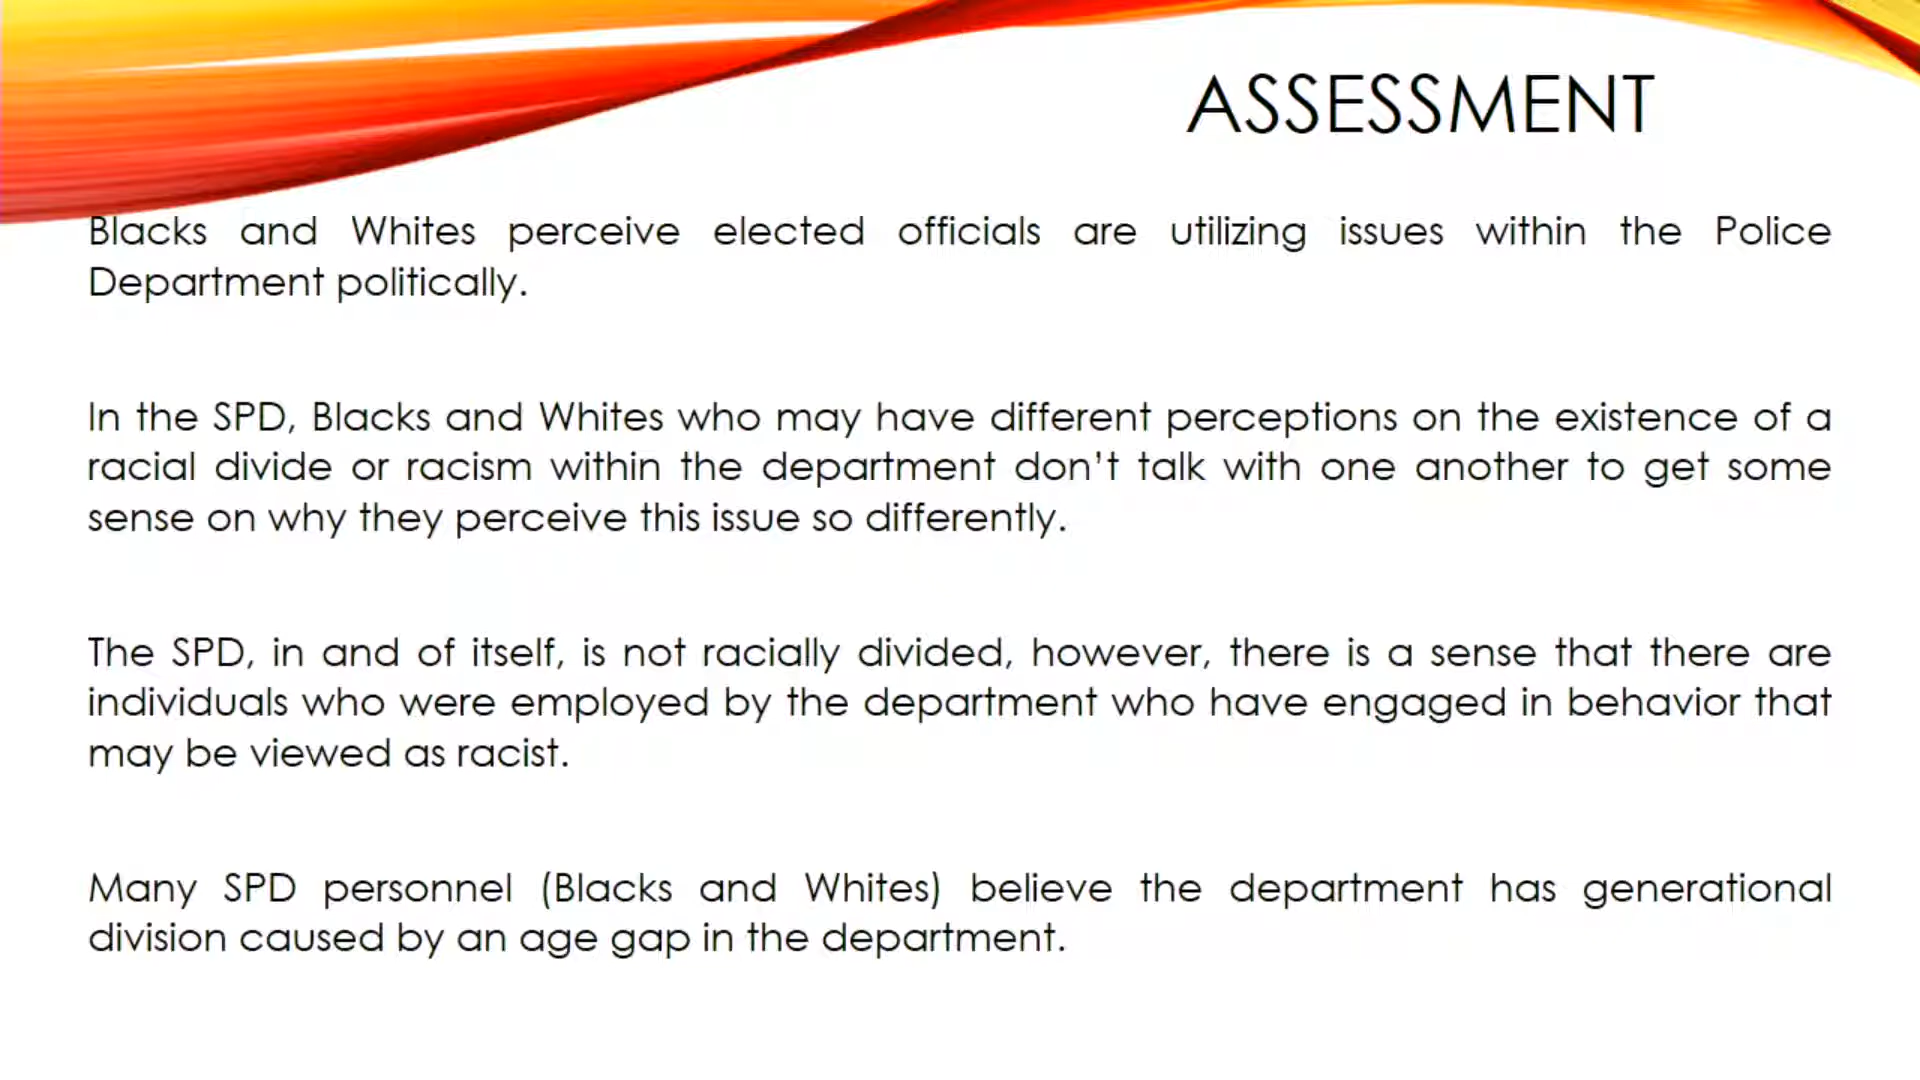 ASSESSMENT
Blacks and Whites perceive elected officials are utilizing issues within the Police
Department politically.
In the SPD, Blacks and Whites who may have different perceptions on the existence of a
racial divide or racism within the department don’t talk with one another to get some
sense on why they perceive this issue so differently.
The SPD, in and of itself, is not racially divided, however, there is a sense that there are
individuals who were employed by the department who have engaged in behavior that
may be viewed as racist.
Many SPD personnel (Blacks and Whites) believe the department has generational
division caused by an age gap in the department.